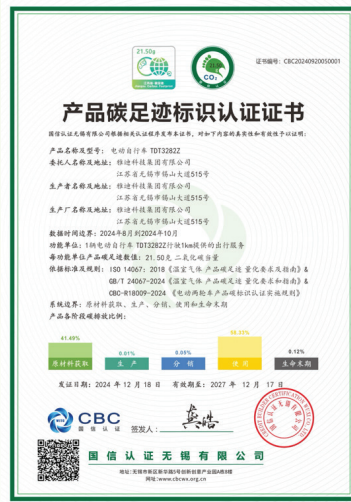 21.50g
CO₂
证书编号: CBC20240920050001
产品碳足迹标识认证证书
国信认证无锡有限公司根据相关认证程序发布本证书，对如下内容的真实性和有效性予以证明:
产品名称及型号: 电动自行车 TDT3282Z
委托人名称及地址: 雅迪科技集团有限公司
江苏省无锡市锡山大道515号
生产者名称及地址: 雅迪科技集团有限公司
江苏省无锡市锡山大道515号
生产厂名称及地址: 雅迪科技集团有限公司
江苏省无锡市锡山大道515号
数据时间边界: 2024年8月到2024年10月
功能单位: 1辆电动自行车 TDT3282Z行驶1km提供的出行服务
每功能单位产品碳足迹数值: 21.50克 二氧化碳当量
依据标准及规则: ISO 14067: 2018《温室气体 产品碳足迹 量化要求及指南》&
GB/T 24067-2024《温室气体 产品碳足迹 量化要求和指南》&
CBC-R18009-2024 《电动两轮车产品碳标识认证实施规则》
系统边界: 原材料获取、生产、分销、使用和生命末期
产品各阶段碳排放比例:
41.49%
0.01%
0.12%
原材料获取
生 产
分 销
使 用
生命末期
发证日期: 2024 年 12 月 18 日 有效期至: 2027 年 12 月 17 日
CBC
国信认证
签发人:
国信认证无锡有限公司
地址:无锡市新区新华路5号创新创意产业园A栋8楼
网址:www.cbcwx.org.cn